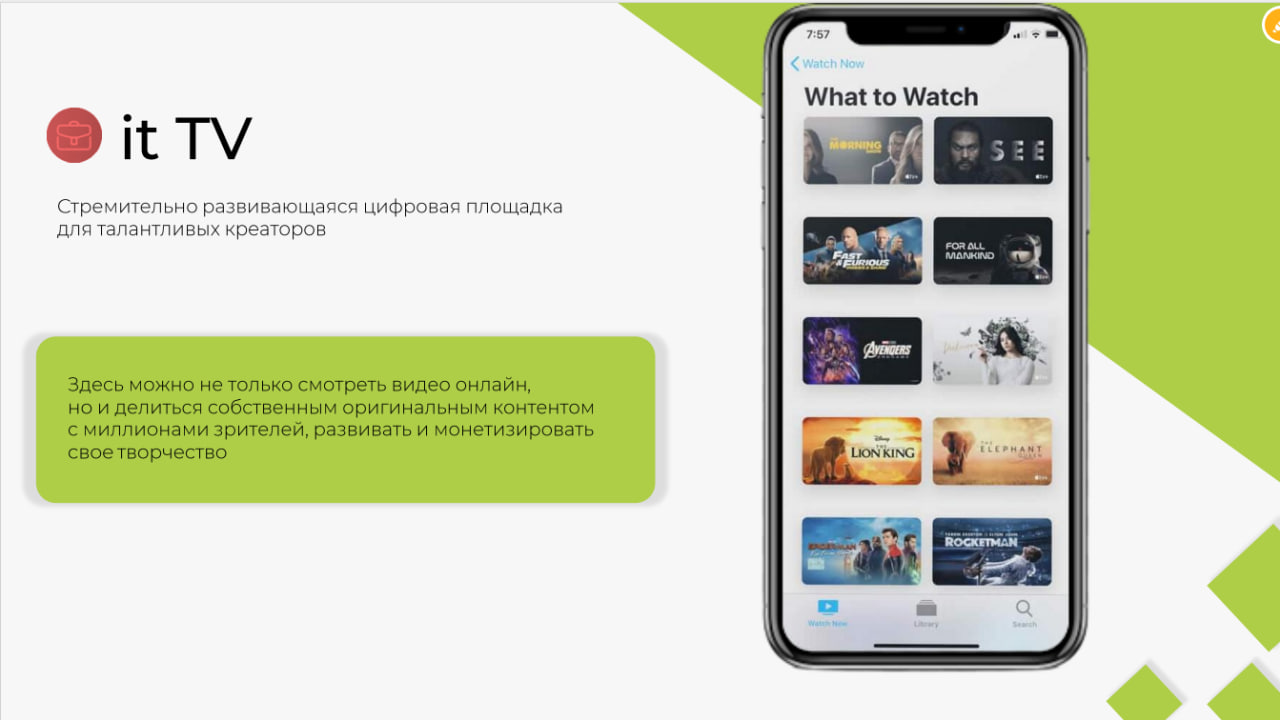 it TV
Стремительно развивающаяся цифровая площадка
для талантливых креаторов
Здесь можно не только смотреть видео онлайн,
но и делиться собственным оригинальным контентом
с миллионами зрителей, развивать и монетизировать
свое творчество
7:57
Watch Now
What to Watch
THE
MORNING
SHOW
SEE
FAST
& FURIOUS
FOR ALL
MANKIND
AVENGERS
Disney
THE
LION KING
THE
ELEPHANT
QUEEN
ROCKETMAN
Watch Now
Library
Search